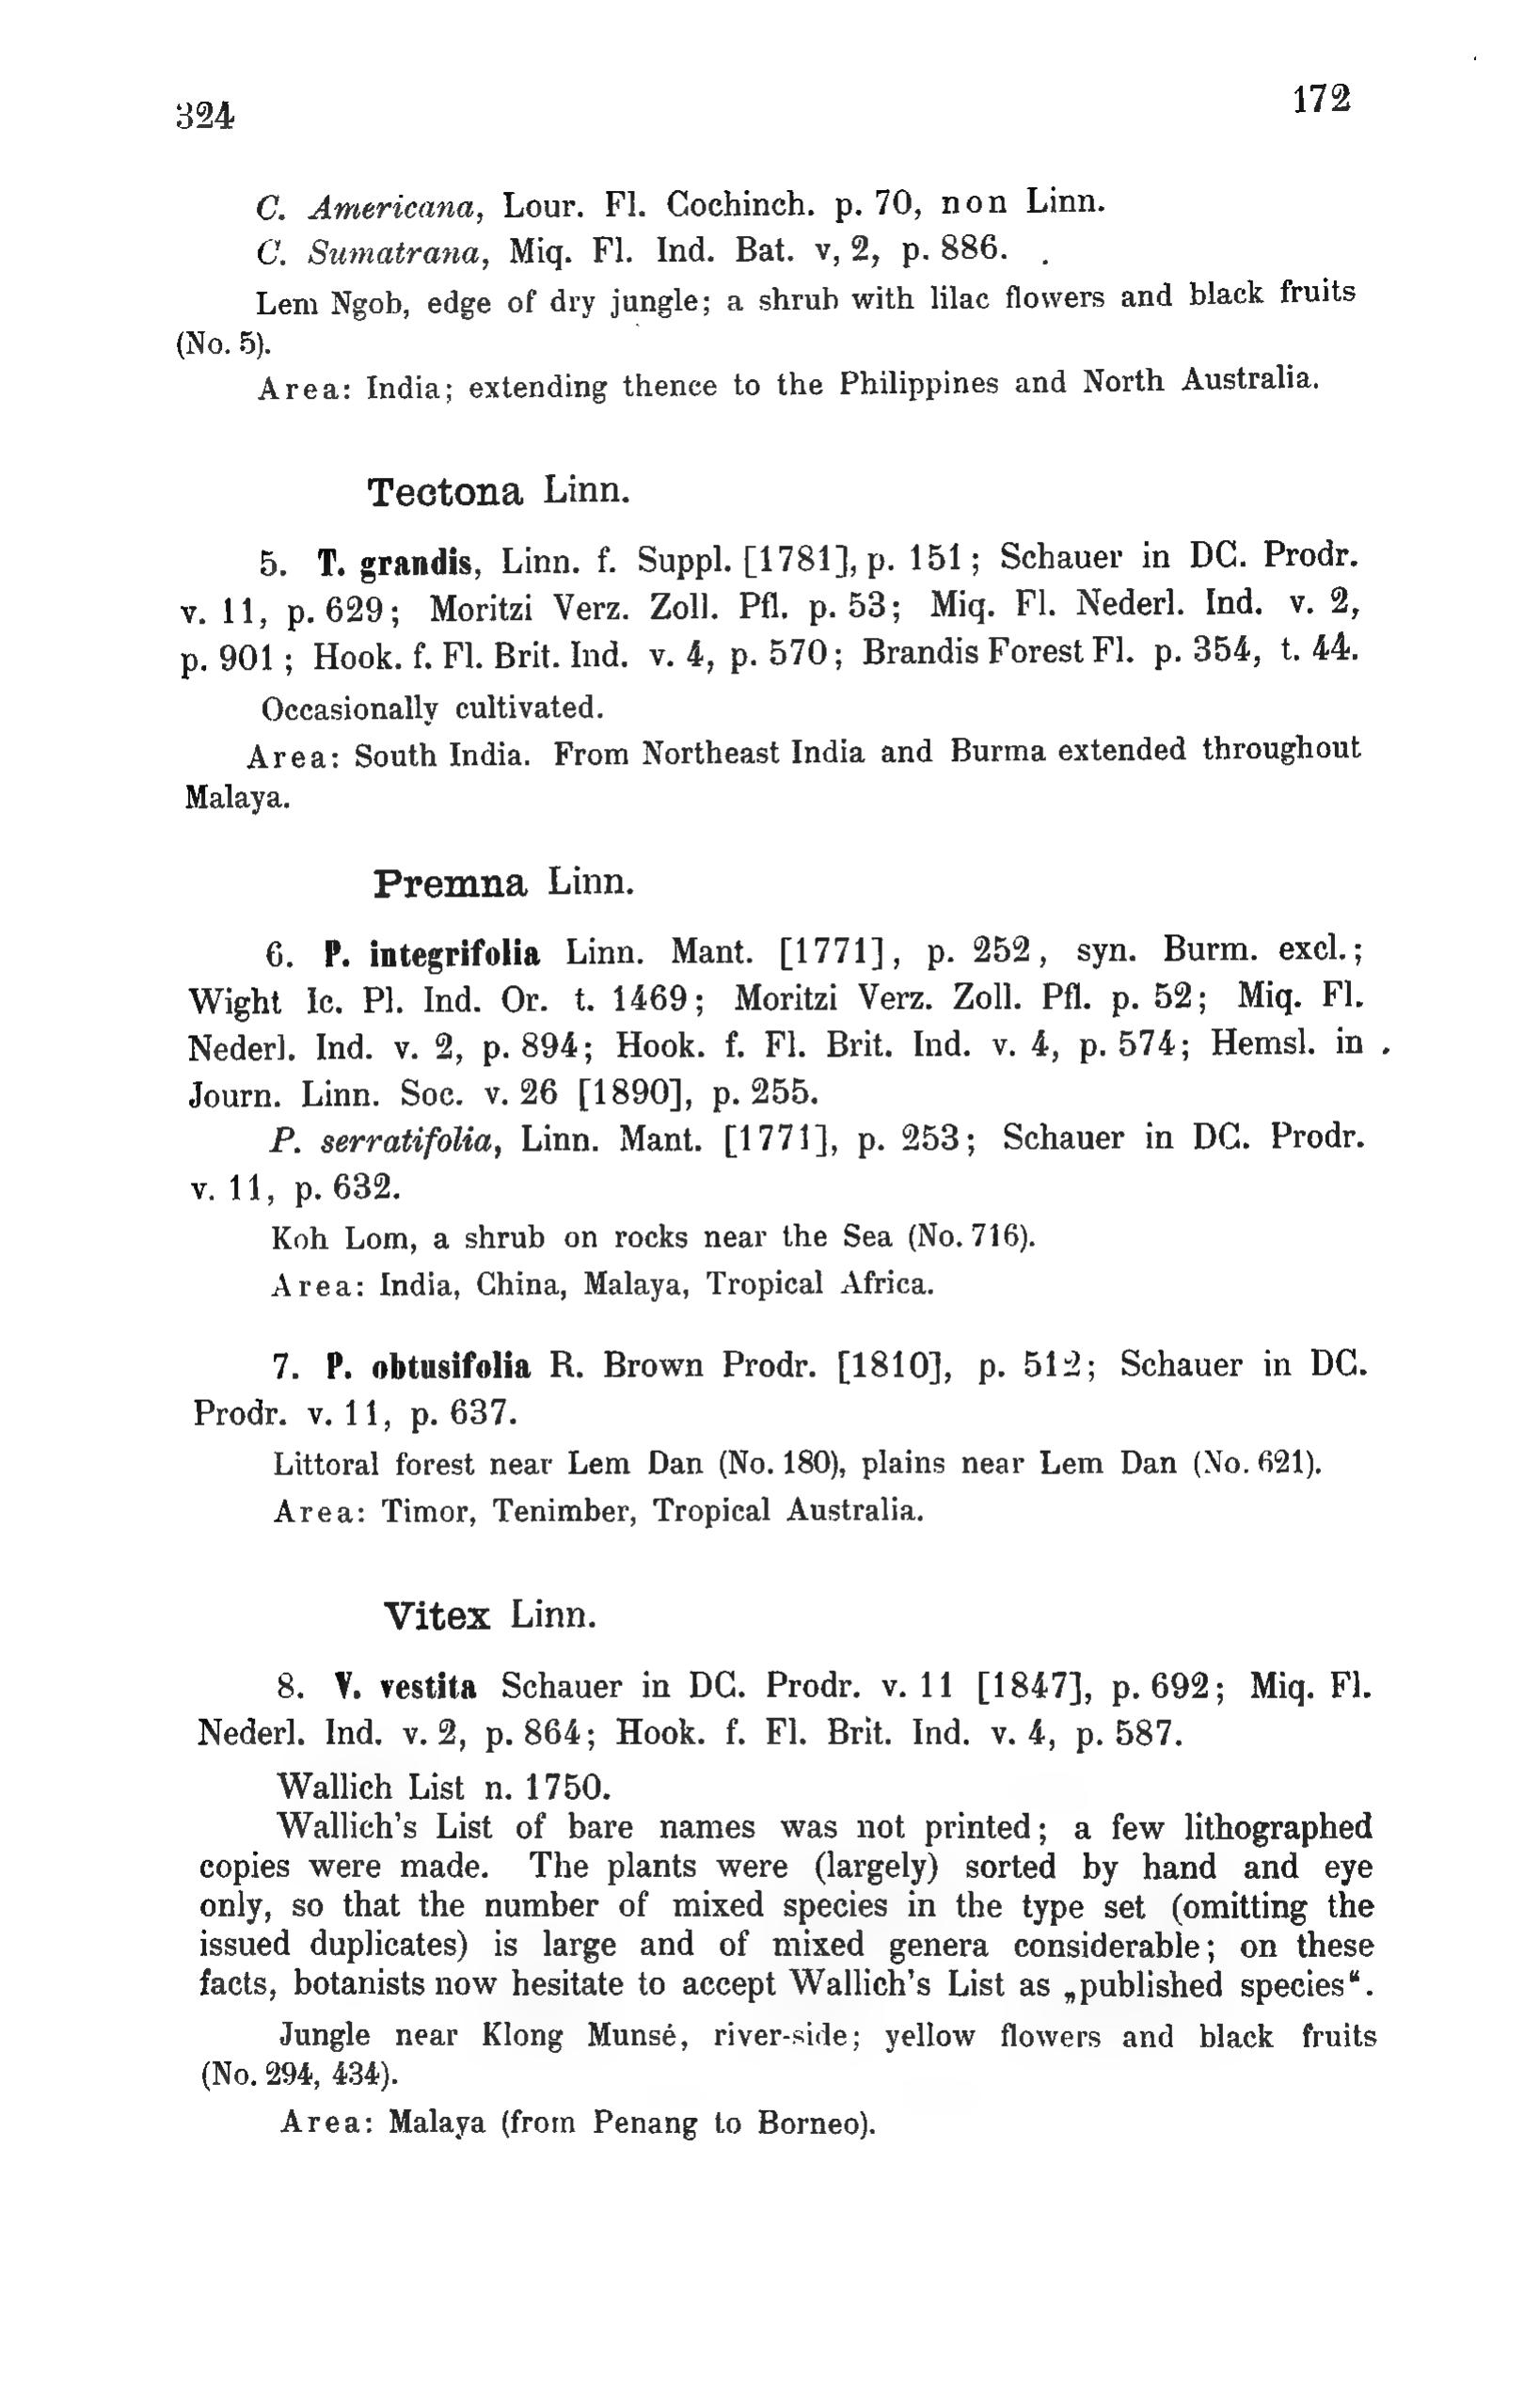 324
172
C. Americana, Lour. Fl. Cochinch. p. 70, non Linn.
C. Sumatrana, Miq. Fl. Ind. Bat. v, 2, p. 886.
Lem Ngob, edge of dry jungle; a shrub with lilac flowers and black fruits
(No. 5).
Area: India; extending thence to the Philippines and North Australia.
Tectona Linn.
5. T. grandis, Linn. f. Suppl. [1781], p. 151; Schauer in DC. Prodr.
v. 11, p. 629; Moritzi Verz. Zoll. Pfl. p. 53; Miq. Fl. Nederl. Ind. v. 2,
p. 901; Hook. f. Fl. Brit. Ind. v. 4, p. 570; Brandis Forest Fl. p. 354, t. 44.
Occasionally cultivated.
Area: South India. From Northeast India and Burma extended throughout
Malaya.
Premna Linn.
6. P. integrifolia Linn. Mant. [1771], p. 252, syn. Burm. excl.;
Wight Ic. Pl. Ind. Or. t. 1469; Moritzi Verz. Zoll. Pfl. p. 52; Miq. Fl.
Nederl. Ind. v. 2, p. 894; Hook. f. Fl. Brit. Ind. v. 4, p. 574; Hemsl. in
Journ. Linn. Soc. v. 26 [1890], p. 255.
P. serratifolia, Linn. Mant. [1771], p. 253; Schauer in DC. Prodr.
v. 11, p. 632.
Koh Lom, a shrub on rocks near the Sea (No. 716).
Area: India, China, Malaya, Tropical Africa.
7. P. obtusifolia R. Brown Prodr. [1810], p. 512; Schauer in DC.
Prodr. v. 11, p. 637.
Littoral forest near Lem Dan (No. 180), plains near Lem Dan (No. 621).
Area: Timor, Tenimber, Tropical Australia.
Vitex Linn.
8. V. vestita Schauer in DC. Prodr. v. 11 [1847], p. 692; Miq. Fl.
Nederl. Ind. v. 2, p. 864; Hook. f. Fl. Brit. Ind. v. 4, p. 587.
Wallich List n. 1750.
Wallich's List of bare names was not printed; a few lithographed
copies were made. The plants were (largely) sorted by hand and eye
only, so that the number of mixed species in the type set (omitting the
issued duplicates) is large and of mixed genera considerable; on these
facts, botanists now hesitate to accept Wallich's List as „published species“.
Jungle near Klong Munsé, river-side; yellow flowers and black fruits
(No. 294, 434).
Area: Malaya (from Penang to Borneo).